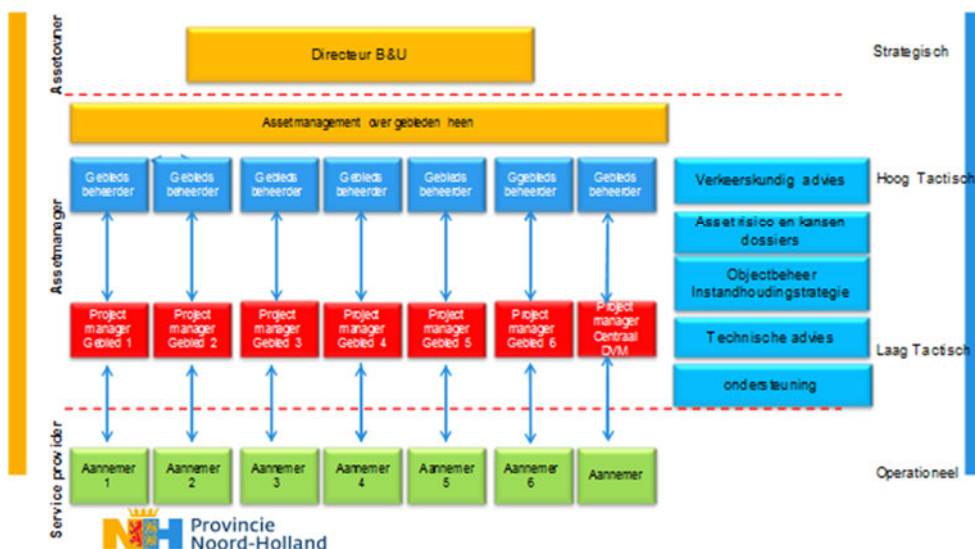 Assetowner
Directeur B&U
Strategisch
Assetmanagement over gebieden heen
Assetmanager
Gebieds
beheerder
Gebieds
beheerder
Gebieds
beheerder
Gebieds
beheerder
Gebieds
beheerder
Ggebieds
beheerder
Gebieds
beheerder
Verkeerskundig advies
Hoog Tactisch
Asset risico en kansen
dossiers
Objectbeheer
Instandhoudingstrategie
Project
manager
Gebied 1
Project
manager
Gebied 2
Project
manager
Gebied 3
Project
manager
Gebied 4
Project
manager
Gebied 5
Project
manager
Gebied 6
Project
manager
Centraal
DVM
Technische advies
Laag Tactisch
ondersteuning
Service provider
Aannemer
1
Aannemer
2
Aannemer
3
Aannemer
4
Aannemer
5
Aannemer
6
Aannemer
Operationeel
NH
Provincie
Noord-Holland